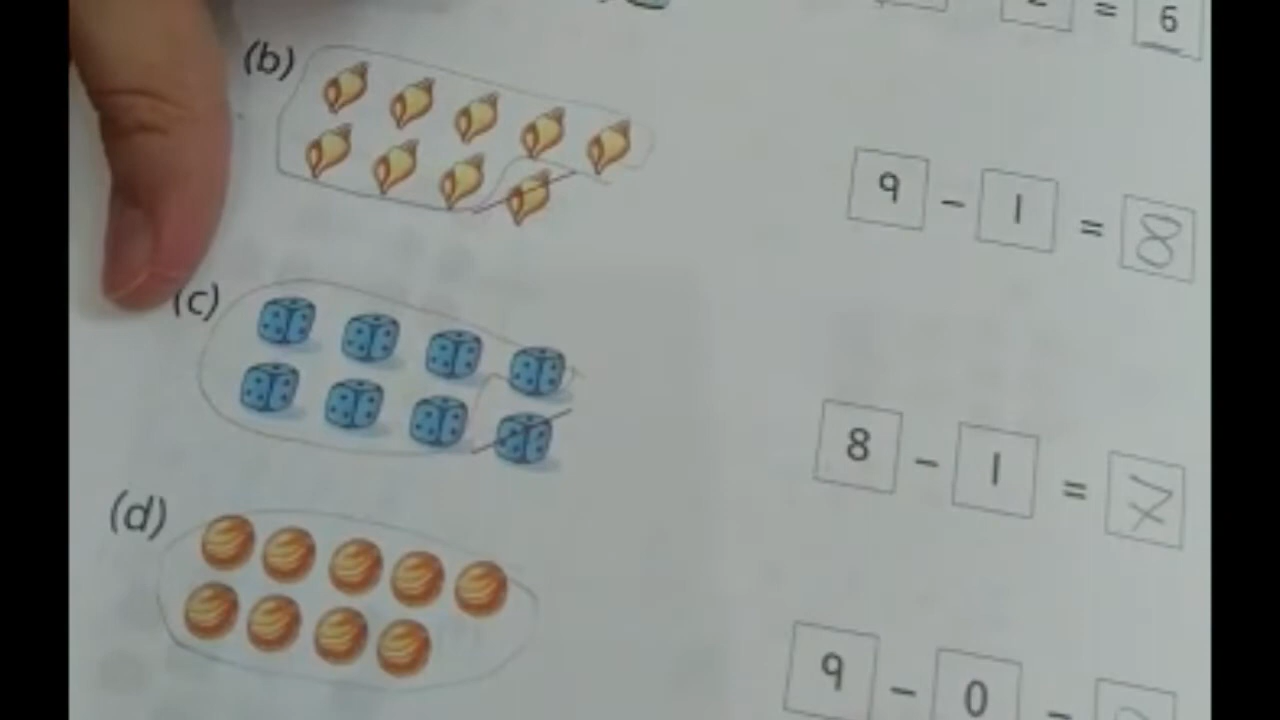 = 6
(b)
9 - 1 = 8
(c)
8 - 1 = 7
(d)
9 - 0 =